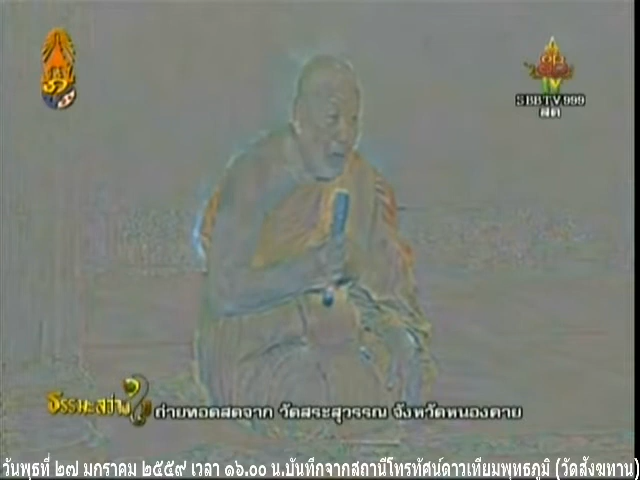 SBBTV999
สด
ธรรมะสว่างใจ ถ่ายทอดสดจาก วัดสระสุวรรณ จังหวัดหนองคาย
วันพุธที่ ๒๗ มกราคม ๒๕๕๙ เวลา ๑๖.๐๐ น.บันทึกจากสถานีโทรทัศน์ดาวเทียมพุทธภูมิ (วัดสังฆทาน)